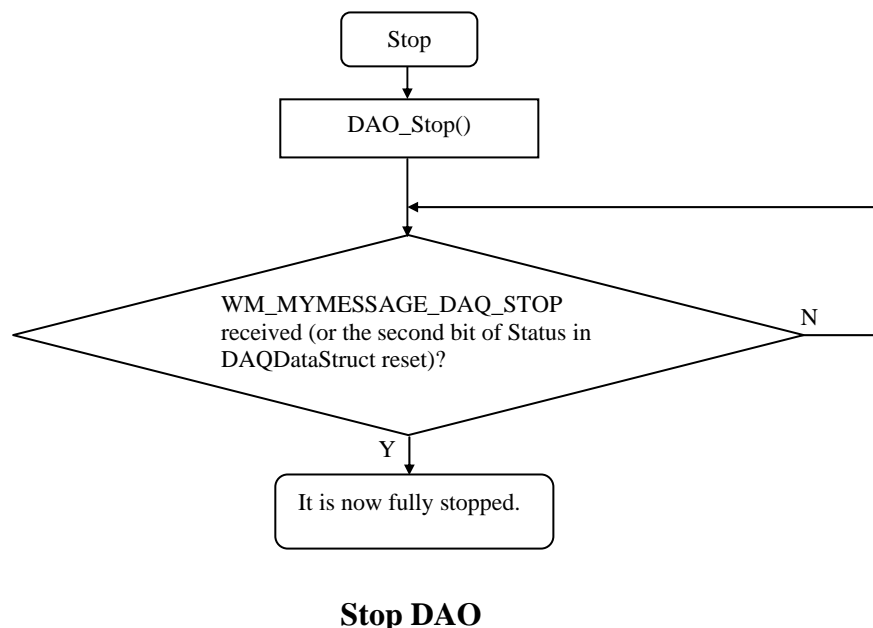 Stop
DAO_Stop()
WM_MYMESSAGE_DAQ_STOP
received (or the second bit of Status in
DAQDataStruct reset)?
N
Y
It is now fully stopped.
Stop DAO